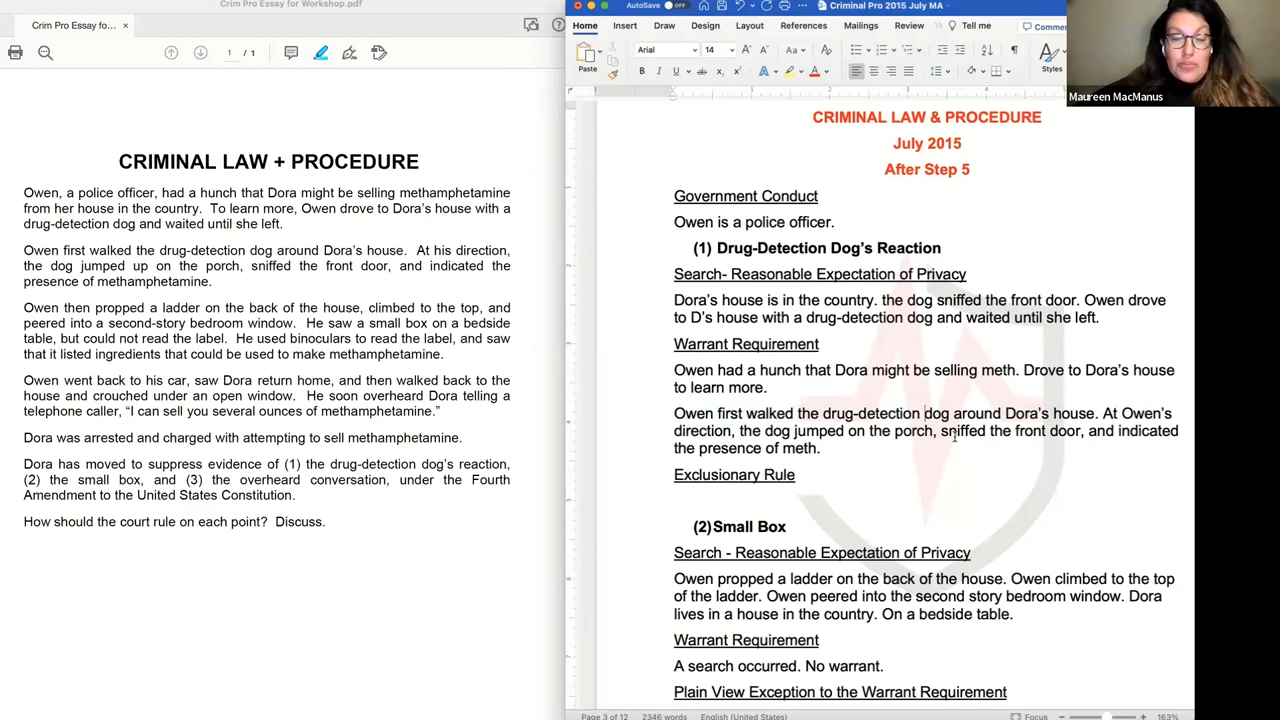 Crim Pro Essay for Workshop.pdf
Crim Pro Essay fo... ×
1 / 1
CRIMINAL LAW + PROCEDURE
Owen, a police officer, had a hunch that Dora might be selling methamphetamine
from her house in the country. To learn more, Owen drove to Dora's house with a
drug-detection dog and waited until she left.
Owen first walked the drug-detection dog around Dora's house. At his direction,
the dog jumped up on the porch, sniffed the front door, and indicated the
presence of methamphetamine.
Owen then propped a ladder on the back of the house, climbed to the top, and
peered into a second-story bedroom window. He saw a small box on a bedside
table, but could not read the label. He used binoculars to read the label, and saw
that it listed ingredients that could be used to make methamphetamine.
Owen went back to his car, saw Dora return home, and then walked back to the
house and crouched under an open window. He soon overheard Dora telling a
telephone caller, "I can sell you several ounces of methamphetamine."
Dora was arrested and charged with attempting to sell methamphetamine.
Dora has moved to suppress evidence of (1) the drug-detection dog's reaction,
(2) the small box, and (3) the overheard conversation, under the Fourth
Amendment to the United States Constitution.
How should the court rule on each point? Discuss.
AutoSave OFF Criminal Pro 2015 July MA
Home Insert Draw Design Layout References Mailings Review Tell me Comme
Paste Arial 14 Styles
B I U ab x₂ x²
1 2 3 4
CRIMINAL LAW & PROCEDURE
July 2015
After Step 5
Government Conduct
Owen is a police officer.
(1) Drug-Detection Dog's Reaction
Search- Reasonable Expectation of Privacy
Dora's house is in the country. the dog sniffed the front door. Owen drove
to D's house with a drug-detection dog and waited until she left.
Warrant Requirement
Owen had a hunch that Dora might be selling meth. Drove to Dora's house
to learn more.
Owen first walked the drug-detection dog around Dora's house. At Owen's
direction, the dog jumped on the porch, sniffed the front door, and indicated
the presence of meth.
Exclusionary Rule
(2)Small Box
Search - Reasonable Expectation of Privacy
Owen propped a ladder on the back of the house. Owen climbed to the top
of the ladder. Owen peered into the second story bedroom window. Dora
lives in a house in the country. On a bedside table.
Warrant Requirement
A search occurred. No warrant.
Plain View Exception to the Warrant Requirement
Page 3 of 12 2346 words English (United States) Focus 163%
Maureen MacManus